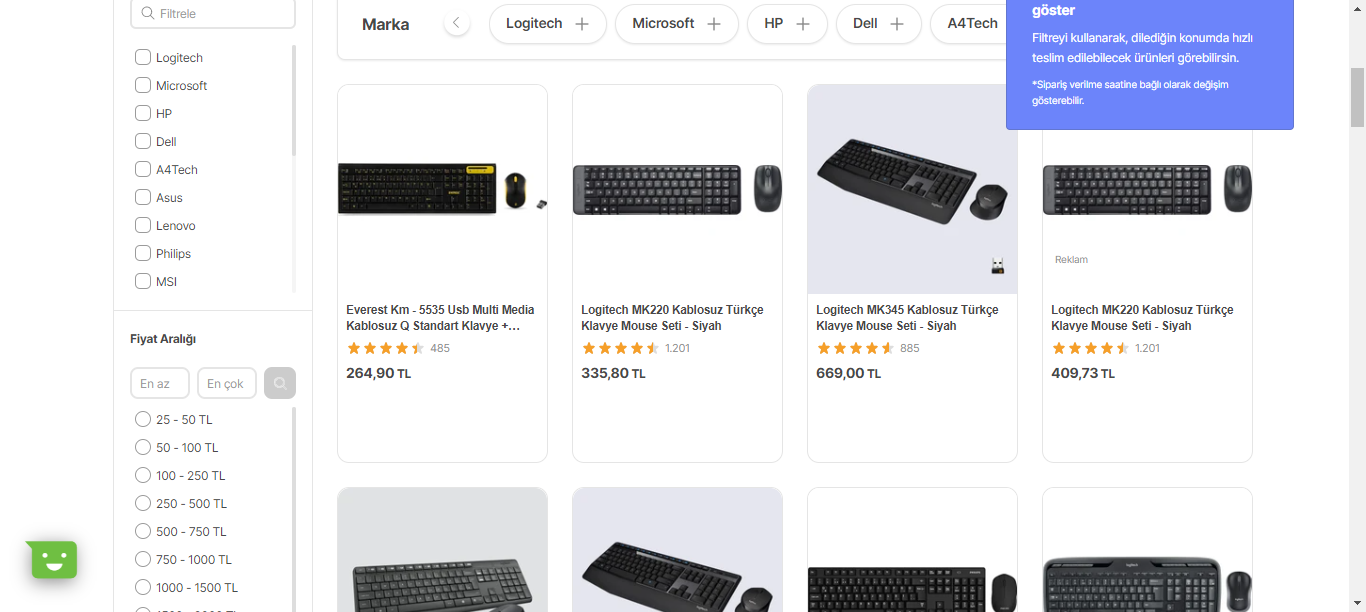 Filtrele
Logitech
Microsoft
HP
Dell
A4Tech
Asus
Lenovo
Philips
MSI
Fiyat Aralığı
En az
En çok
25 - 50 TL
50 - 100 TL
100 - 250 TL
250 - 500 TL
500 - 750 TL
750 - 1000 TL
1000 - 1500 TL
Marka
Logitech
Microsoft
HP
Dell
A4Tech
göster
Filtreyi kullanarak, dilediğin konumda hızlı
teslim edilebilecek ürünleri görebilirsin.
*Sipariş verilme saatine bağlı olarak değişim
gösterebilir.
Everest Km - 5535 Usb Multi Media
Kablosuz Q Standart Klavye +...
485
264,90 TL
Logitech MK220 Kablosuz Türkçe
Klavye Mouse Seti - Siyah
1.201
335,80 TL
Logitech MK345 Kablosuz Türkçe
Klavye Mouse Seti - Siyah
885
669,00 TL
Reklam
Logitech MK220 Kablosuz Türkçe
Klavye Mouse Seti - Siyah
1.201
409,73 TL